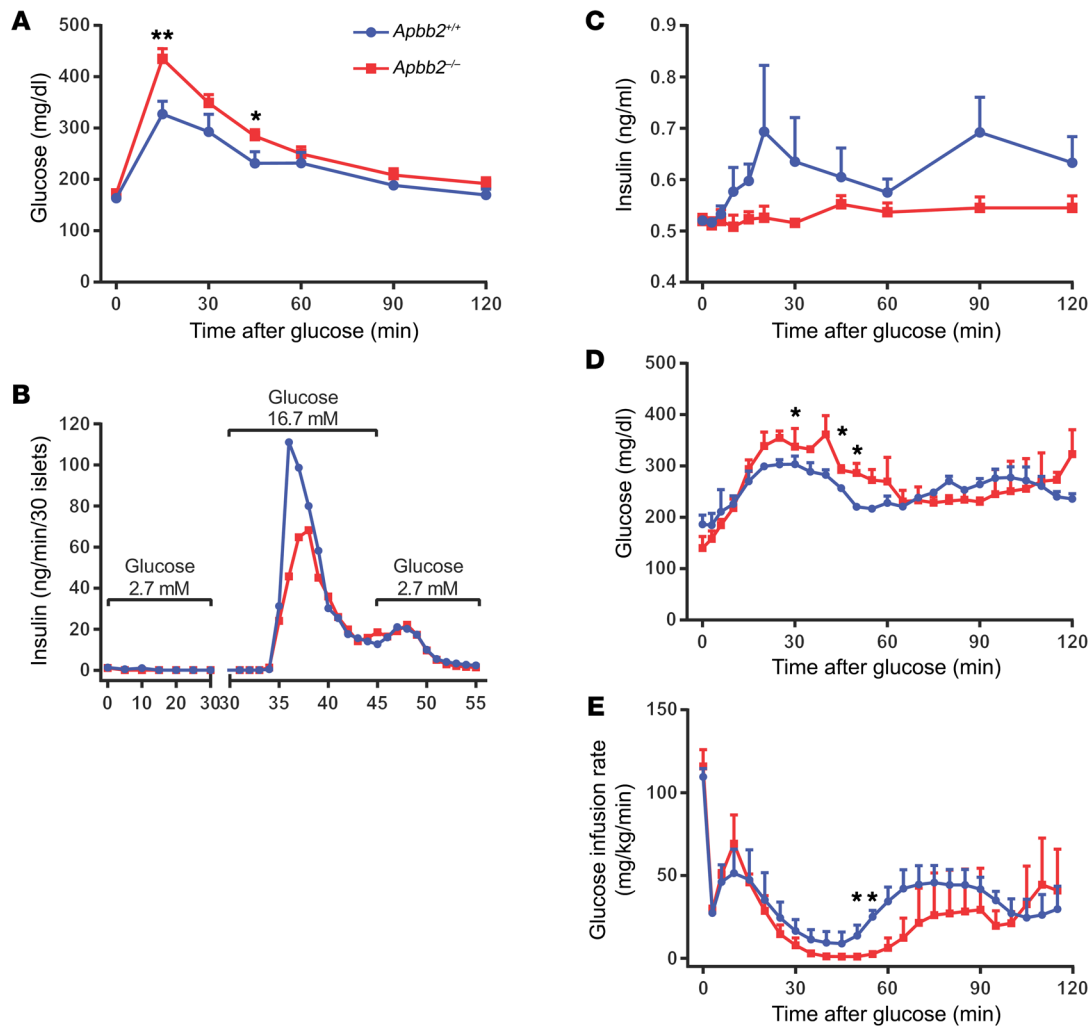 A
Glucose (mg/dl)
500
400
300
200
100
0
**
*
Apbb2+/+
Apbb2–/–
0 30 60 90 120
Time after glucose (min)
B
Insulin (ng/min/30 islets)
120
100
80
60
40
20
0
Glucose
2.7 mM
Glucose
16.7 mM
Glucose
2.7 mM
0 10 20 30 30 35 40 45 50 55
C
Insulin (ng/ml)
0.9
0.8
0.7
0.6
0.5
0.4
0 30 60 90 120
Time after glucose (min)
D
Glucose (mg/dl)
500
400
300
200
100
0
*
*
*
0 30 60 90 120
Time after glucose (min)
E
Glucose infusion rate
(mg/kg/min)
150
100
50
0
* *
0 30 60 90 120
Time after glucose (min)